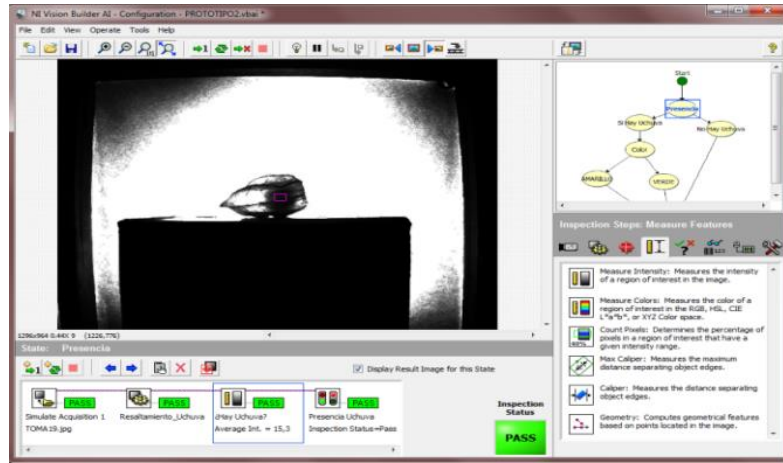 NI Vision Builder AI - Configuration - PROTOTIPO2.vbai *
File Edit View Operate Tools Help
Start
Presencia
Si Hay Uchuva
No Hay Uchuva
Color
AMARILLO
VERDE
Inspection Steps: Measure Features
Measure Intensity: Measures the intensity
of a region of interest in the image.
Measure Colors: Measures the color of a
region of interest in the RGB, HSL, CIE
L*a*b*, or XYZ Color space.
Count Pixels: Determines the percentage of
pixels in a region of interest that have a
given intensity range.
Max Caliper: Measures the maximum
distance separating object edges.
Caliper: Measures the distance separating
object edges.
Geometry: Computes geometrical features
based on points located in the image.
1296x964 0.44X 9 (1226,776)
State: Presencia
Display Result Image for this State
PASS
PASS
PASS
PASS
Simulate Acquisition 1
Resaltamiento_Uchuva
¿Hay Uchuva?
Presencia Uchuva
TOMA19.jpg
Average Int. = 15,3
Inspection Status=Pass
Inspection
Status
PASS